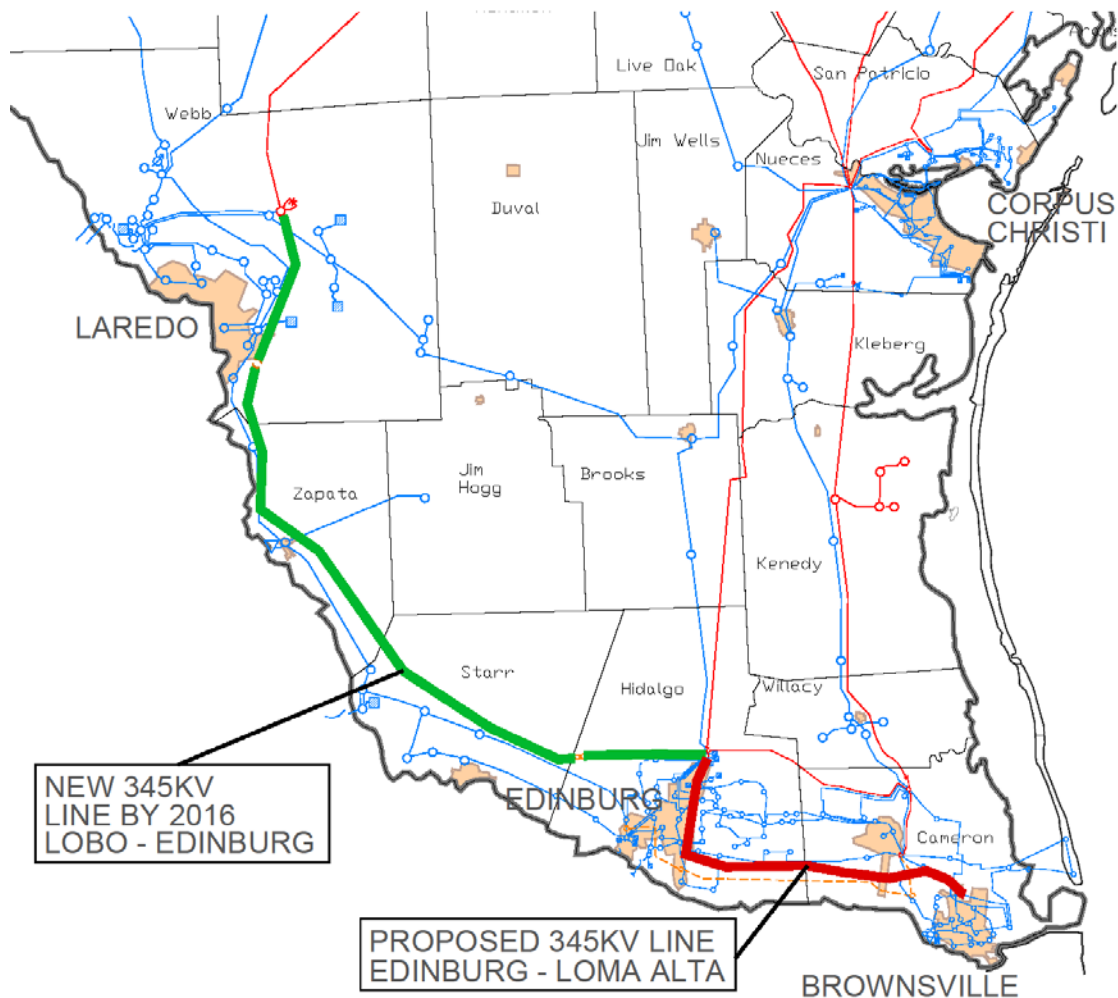 Live Oak
San Patricio
Webb
Jim Wells
Nueces
Duval
CORPUS
CHRISTI
LAREDO
Kleberg
Jim
Hogg
Brooks
Zapata
Kenedy
Starr
Hidalgo
Willacy
NEW 345KV
LINE BY 2016
LOBO - EDINBURG
EDINBURG
Cameron
PROPOSED 345KV LINE
EDINBURG - LOMA ALTA
BROWNSVILLE